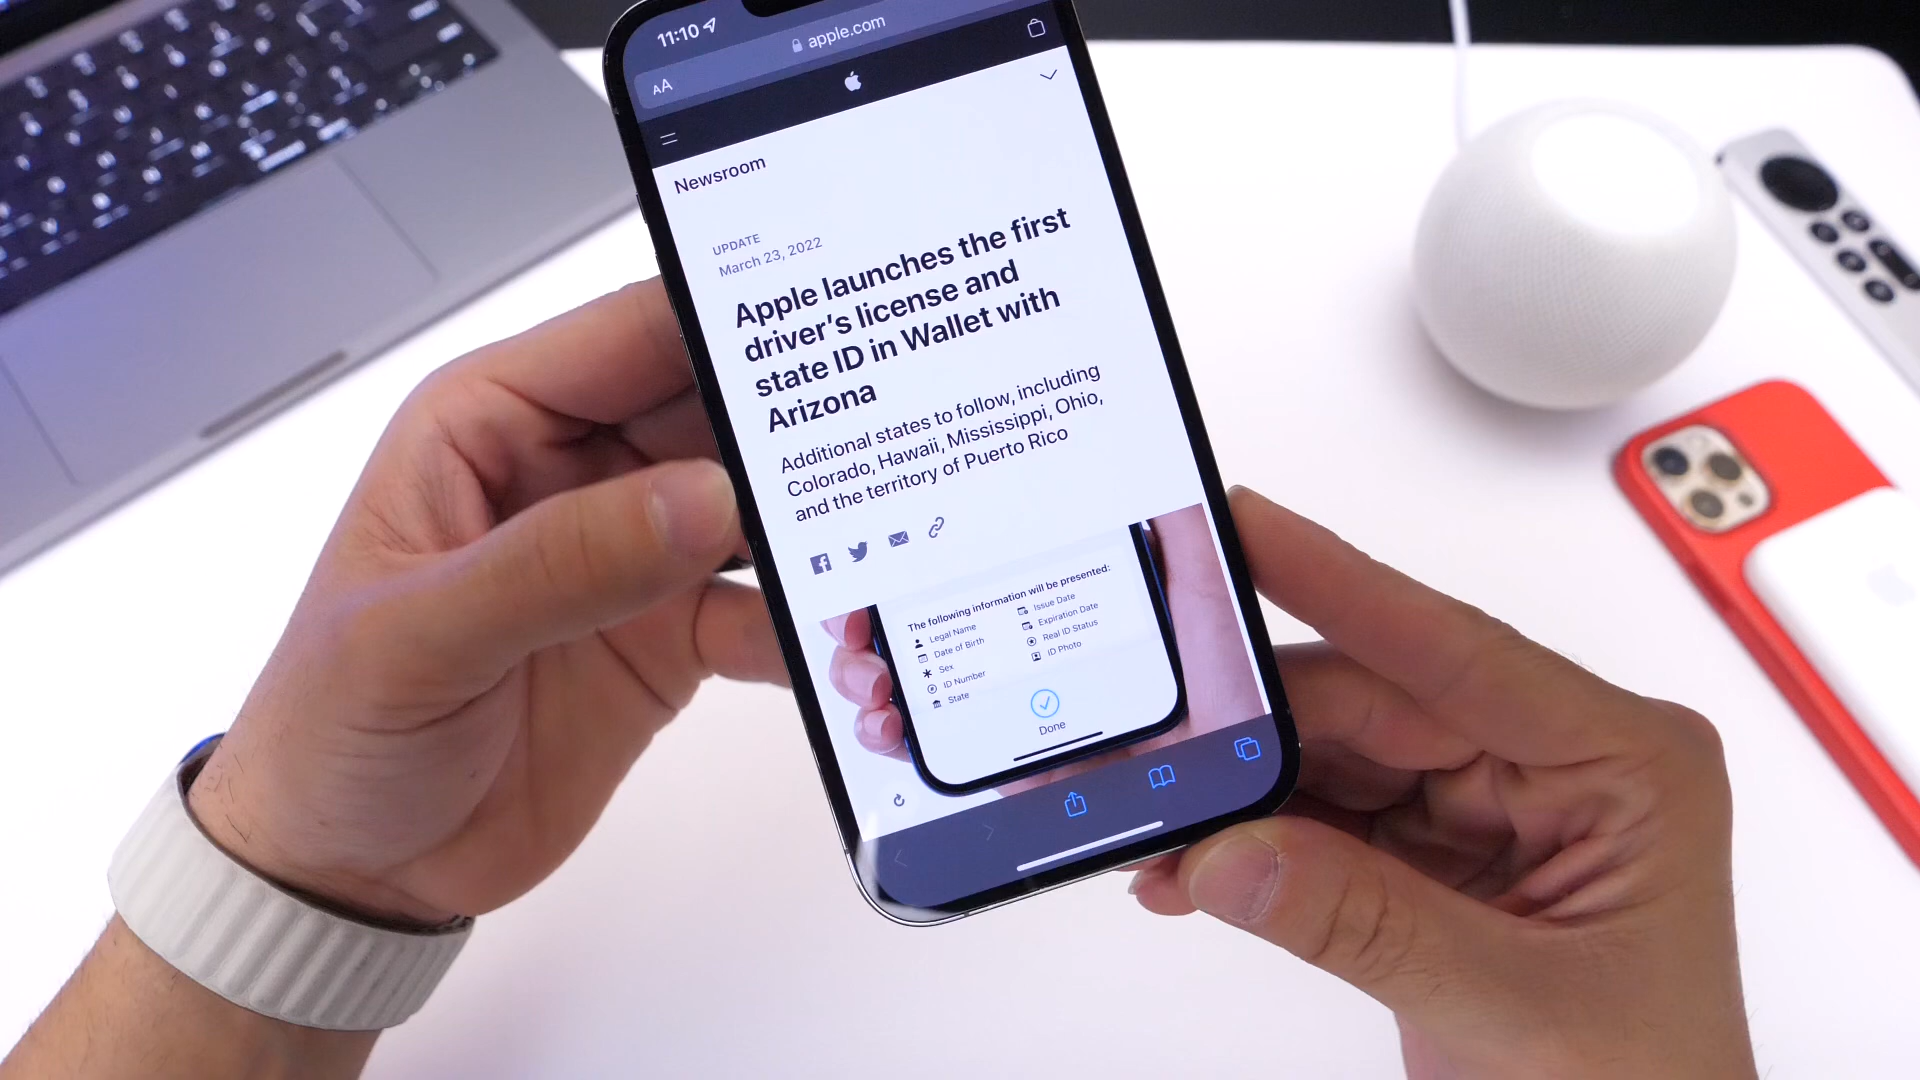 11:10
apple.com
AA
Newsroom
UPDATE
March 23, 2022
Apple launches the first
driver's license and
state ID in Wallet with
Arizona
Additional states to follow, including
Colorado, Hawaii, Mississippi, Ohio,
and the territory of Puerto Rico
The following information will be presented:
Legal Name
Date of Birth
Sex
ID Number
State
Issue Date
Expiration Date
Real ID Status
ID Photo
Done